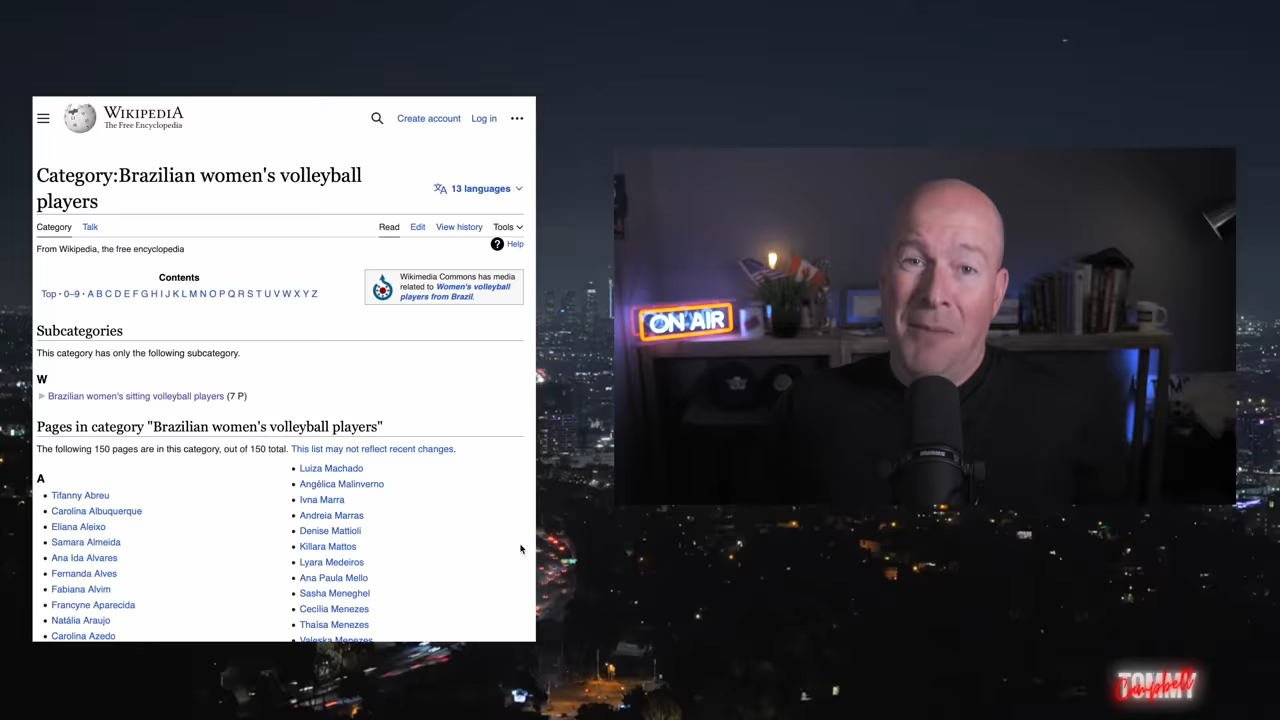 WIKIPEDIA
The Free Encyclopedia
Create account Log in
Category:Brazilian women's volleyball
players
13 languages
Category Talk Read Edit View history Tools
From Wikipedia, the free encyclopedia
? Help
Contents
Top · 0–9 · A B C D E F G H I J K L M N O P Q R S T U V W X Y Z
Wikimedia Commons has media
related to Women's volleyball
players from Brazil.
Subcategories
This category has only the following subcategory.
W
Brazilian women's sitting volleyball players (7 P)
Pages in category "Brazilian women's volleyball players"
The following 150 pages are in this category, out of 150 total. This list may not reflect recent changes.
A
Tifanny Abreu
Carolina Albuquerque
Eliana Aleixo
Samara Almeida
Ana Ida Alvares
Fernanda Alves
Fabiana Alvim
Francyne Aparecida
Natália Araujo
Carolina Azedo
Luiza Machado
Angélica Malinverno
Ivna Marra
Andreia Marras
Denise Mattioli
Killara Mattos
Lyara Medeiros
Ana Paula Mello
Sasha Meneghel
Cecília Menezes
Thaísa Menezes
Valeska Menezes
ON AIR
TOMMY
Campbell